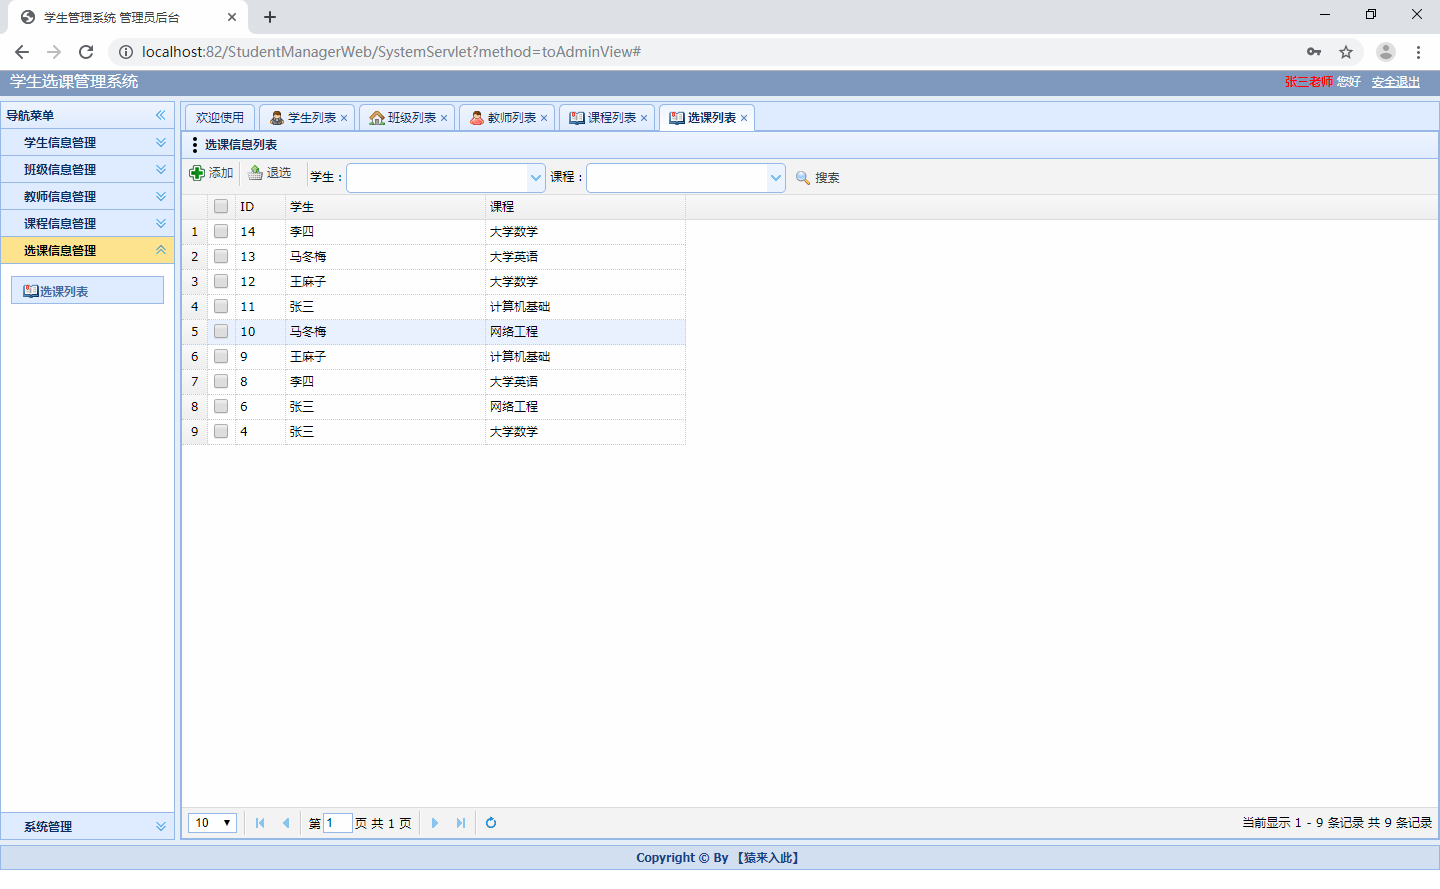 学生管理系统 管理员后台
localhost:82/StudentManagerWeb/SystemServlet?method=toAdminView#
学生选课管理系统
张三老师 您好 安全退出
导航菜单
学生信息管理
班级信息管理
教师信息管理
课程信息管理
选课信息管理
选课列表
系统管理
欢迎使用 学生列表 班级列表 教师列表 课程列表 选课列表
选课信息列表
添加 退选 学生： 课程： 搜索
ID 学生 课程
1 14 李四 大学数学
2 13 马冬梅 大学英语
3 12 王麻子 大学数学
4 11 张三 计算机基础
5 10 马冬梅 网络工程
6 9 王麻子 计算机基础
7 8 李四 大学英语
8 6 张三 网络工程
9 4 张三 大学数学
10 第 1 页 共 1 页 当前显示 1 - 9 条记录 共 9 条记录
Copyright © By 【猿来入此】